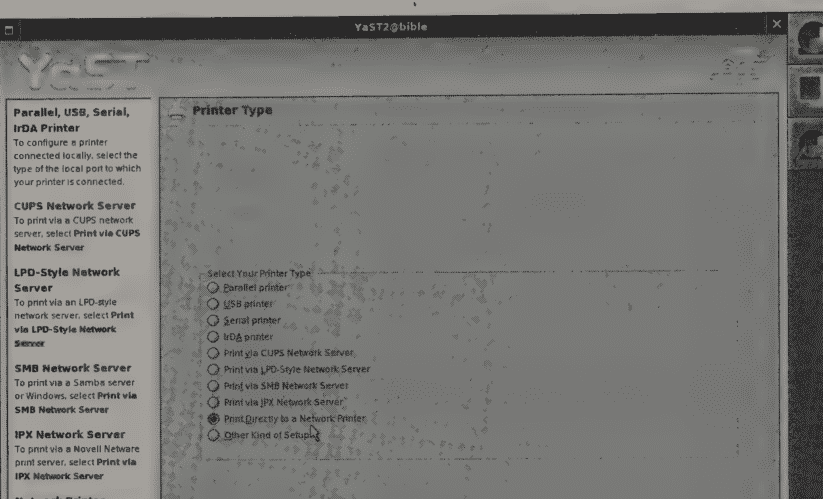 YaST2@bible
YaST
Parallel, USB, Serial,
IrDA Printer
To configure a printer
connected locally, select the
type of the local port to which
your printer is connected.
CUPS Network Server
To print via a CUPS network
server, select Print via CUPS
Network Server
LPD-Style Network
Server
To print via an LPD-style
network server, select Print
via LPD-Style Network
Server
SMB Network Server
To print via a Samba server
or Windows, select Print via
SMB Network Server
IPX Network Server
To print via a Novell Netware
print server, select Print via
IPX Network Server
Printer Type
Select Your Printer Type
Parallel printer
USB printer
Serial printer
IrDA printer
Print via CUPS Network Server
Print via LPD-Style Network Server
Print via SMB Network Server
Print via IPX Network Server
Print Directly to a Network Printer
Other Kind of Setup